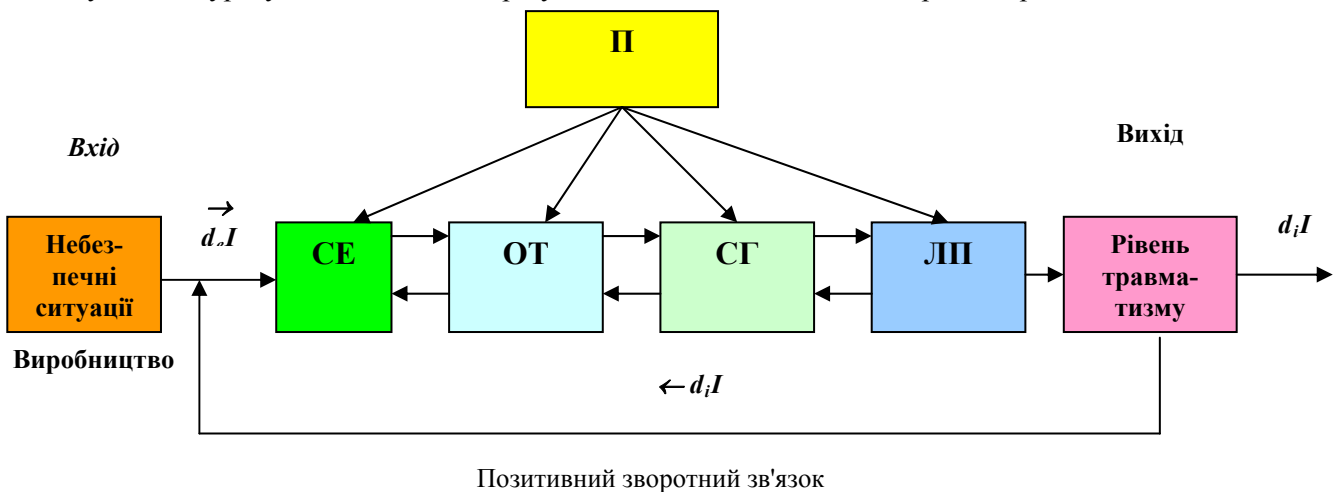 П
Вхід
Вихід
→
dₑI
Небез-
печні
ситуації
СЕ
ОТ
СГ
ЛП
Рівень
травма-
тизму
dᵢI
Виробництво
← dᵢI
Позитивний зворотний зв'язок